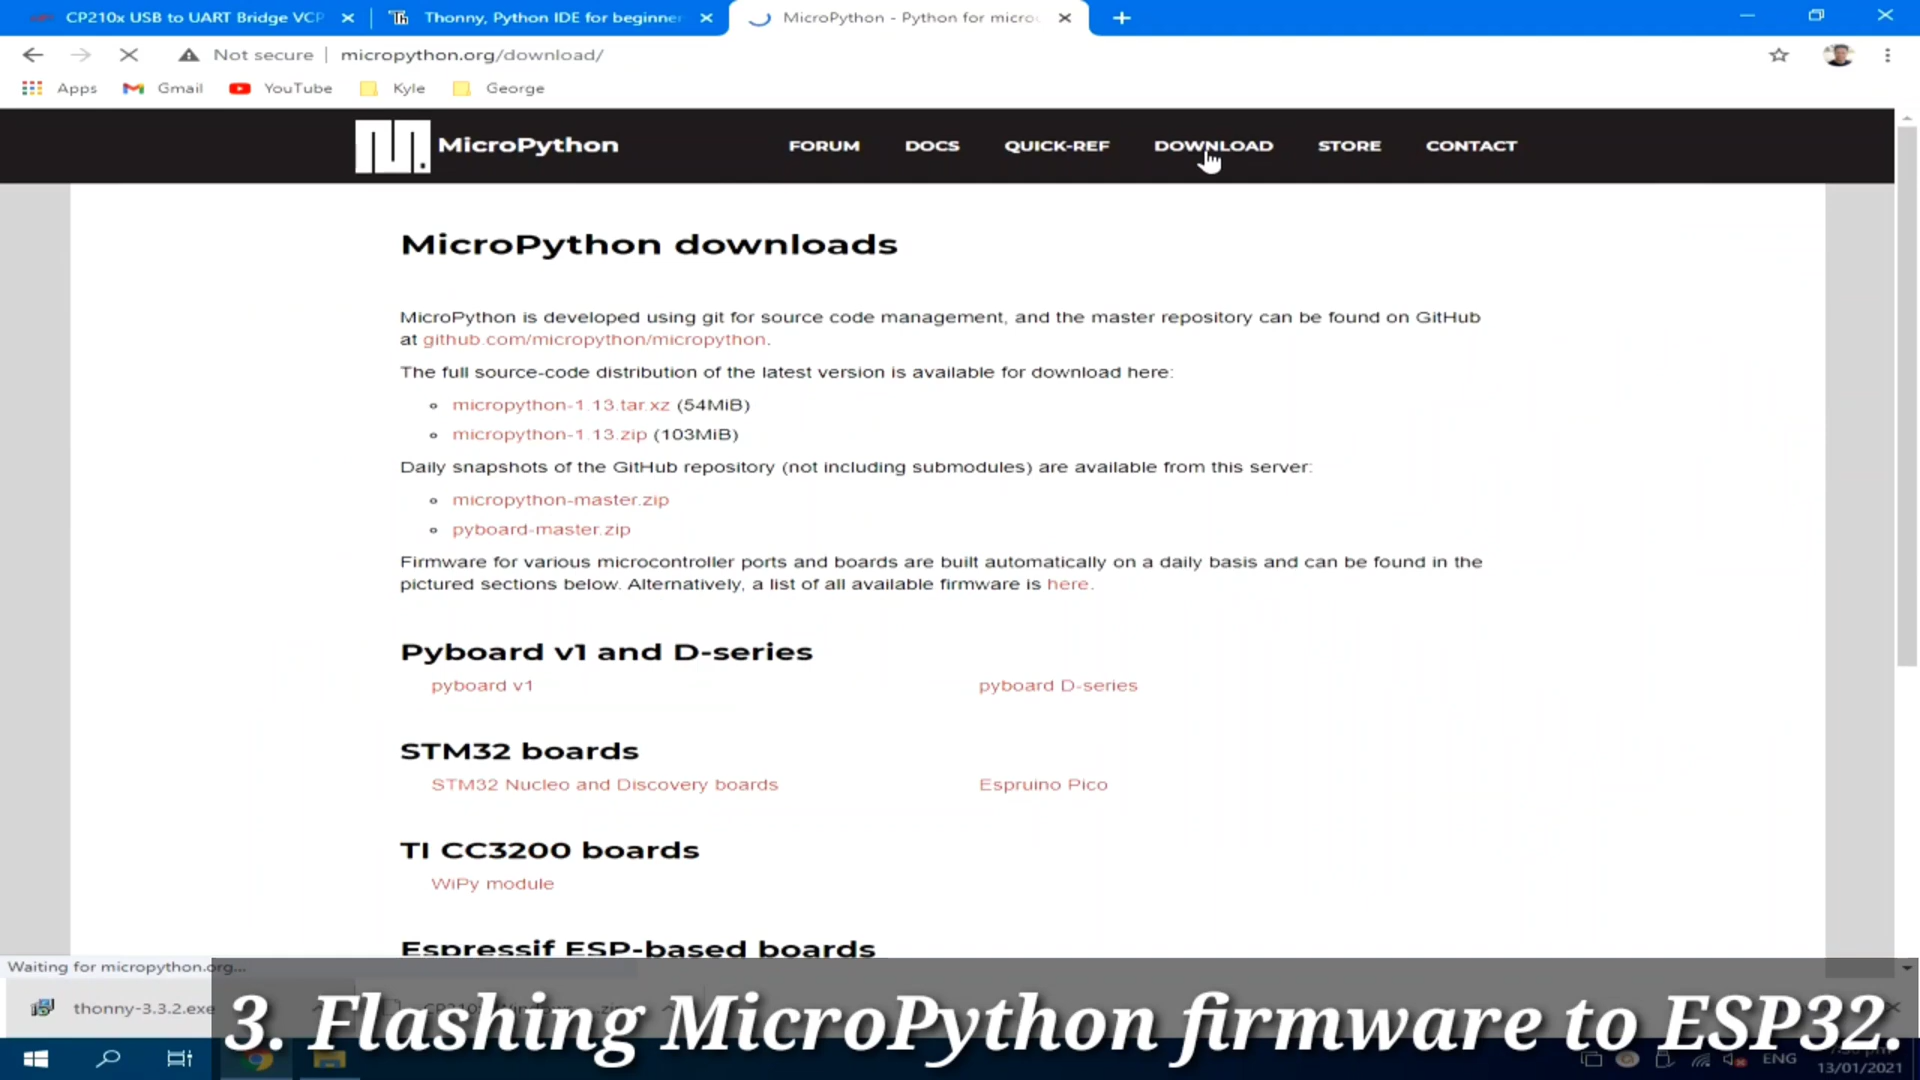 CP210x USB to UART Bridge VCP
Thonny, Python IDE for beginne
MicroPython - Python for micro
Not secure
micropython.org/download/
Apps
Gmail
YouTube
Kyle
George
MicroPython
FORUM
DOCS
QUICK-REF
DOWNLOAD
STORE
CONTACT
MicroPython downloads
MicroPython is developed using git for source code management, and the master repository can be found on GitHub
at github.com/micropython/micropython.
The full source-code distribution of the latest version is available for download here:
micropython-1.13.tar.xz (54MiB)
micropython-1.13.zip (103MiB)
Daily snapshots of the GitHub repository (not including submodules) are available from this server:
micropython-master.zip
pyboard-master.zip
Firmware for various microcontroller ports and boards are built automatically on a daily basis and can be found in the
pictured sections below. Alternatively, a list of all available firmware is here.
Pyboard v1 and D-series
pyboard v1
pyboard D-series
STM32 boards
STM32 Nucleo and Discovery boards
Espruino Pico
TI CC3200 boards
WiPy module
Espressif ESP-based boards
Waiting for micropython.org...
thonny-3.3.2.exe
3. Flashing MicroPython firmware to ESP32.
ENG
13/01/2021